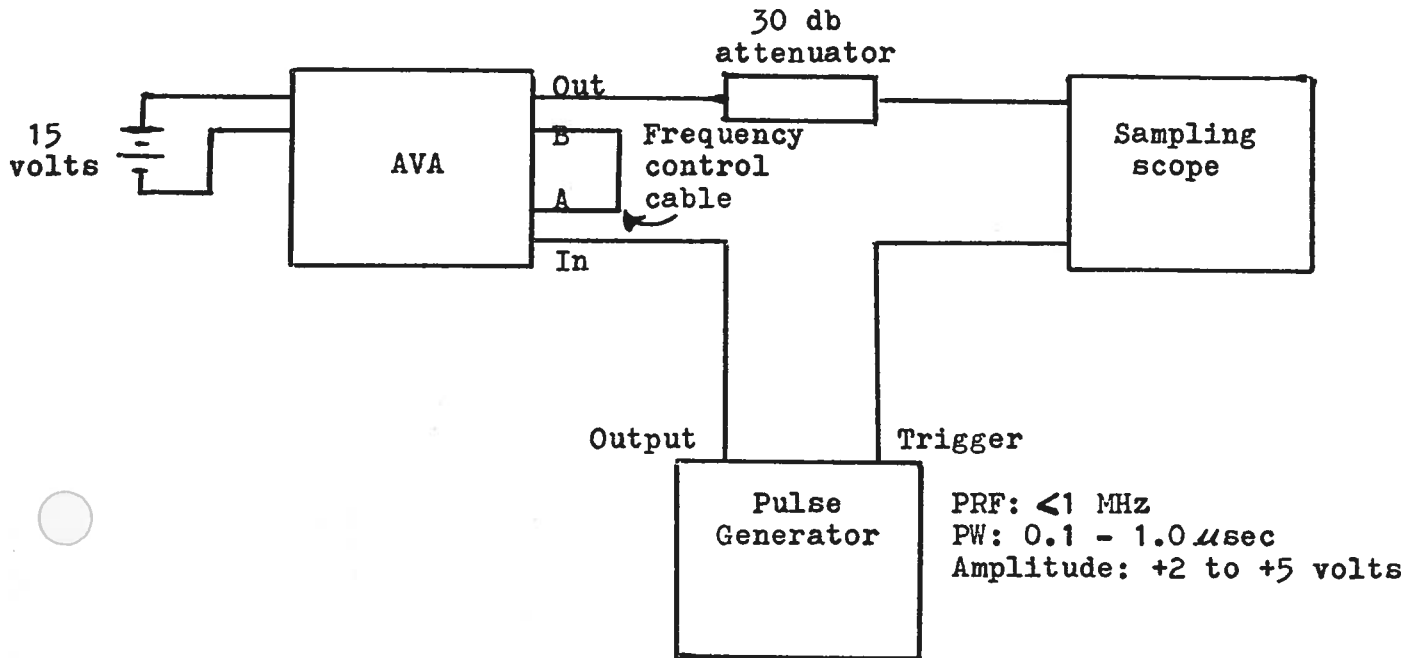 30 db
attenuator
15
volts
AVA
Out
B
A
In
Frequency
control
cable
Sampling
scope
Output
Trigger
Pulse
Generator
PRF: <1 MHz
PW: 0.1 - 1.0 μsec
Amplitude: +2 to +5 volts